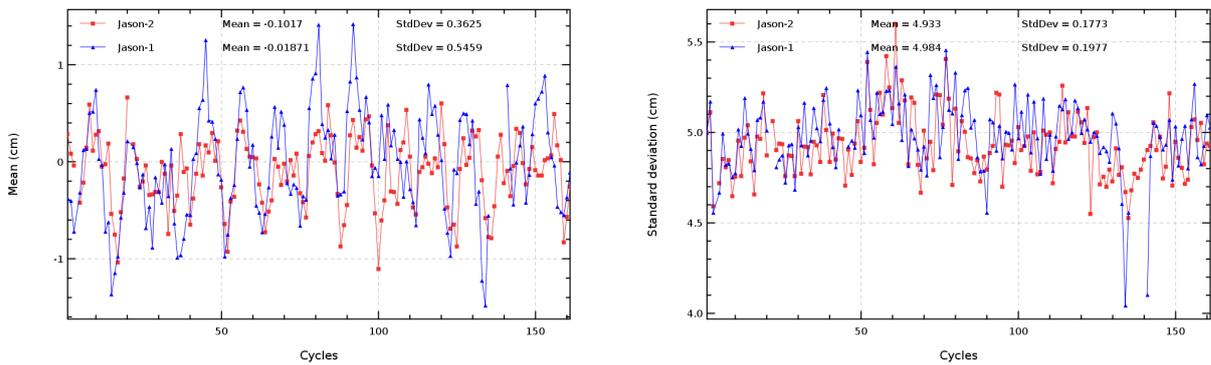 Jason-2 Mean = -0.1017 StdDev = 0.3625
Jason-1 Mean = -0.01871 StdDev = 0.5459
1
0
-1
50 100 150
Mean (cm)
Cycles
Jason-2 Mean = 4.933 StdDev = 0.1773
Jason-1 Mean = 4.984 StdDev = 0.1977
5.5
5.0
4.5
4.0
50 100 150
Standard deviation (cm)
Cycles